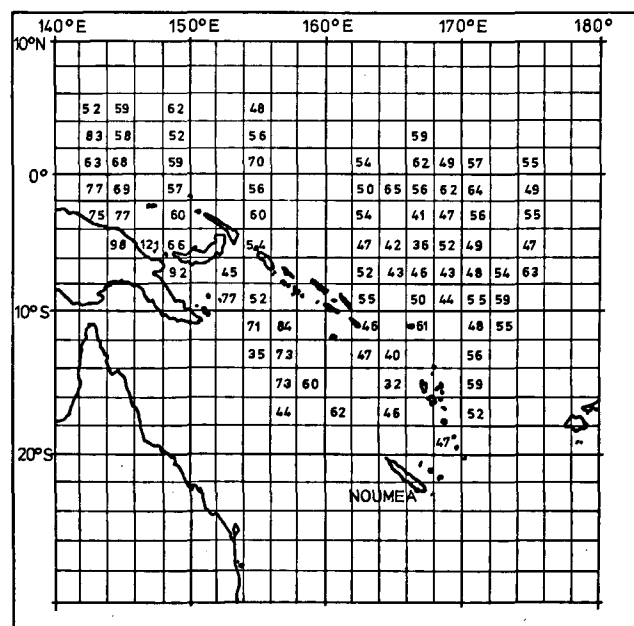 140°E 150°E 160°E 170°E 180°
10°N
52 59 62 48
83 58 52 56 59
63 68 59 70 54 62 49 57 55
0°
77 69 57 56 50 65 56 62 64 49
75 77 60 60 54 41 47 56 55
98 121 66 54 47 42 36 52 49 47
92 45 52 43 46 43 48 54 63
77 52 55 50 44 55 59
10°S
71 84 46 61 48 55
35 73 47 40 56
73 60 32 59
44 62 46 52
47
20°S
NOUMEA